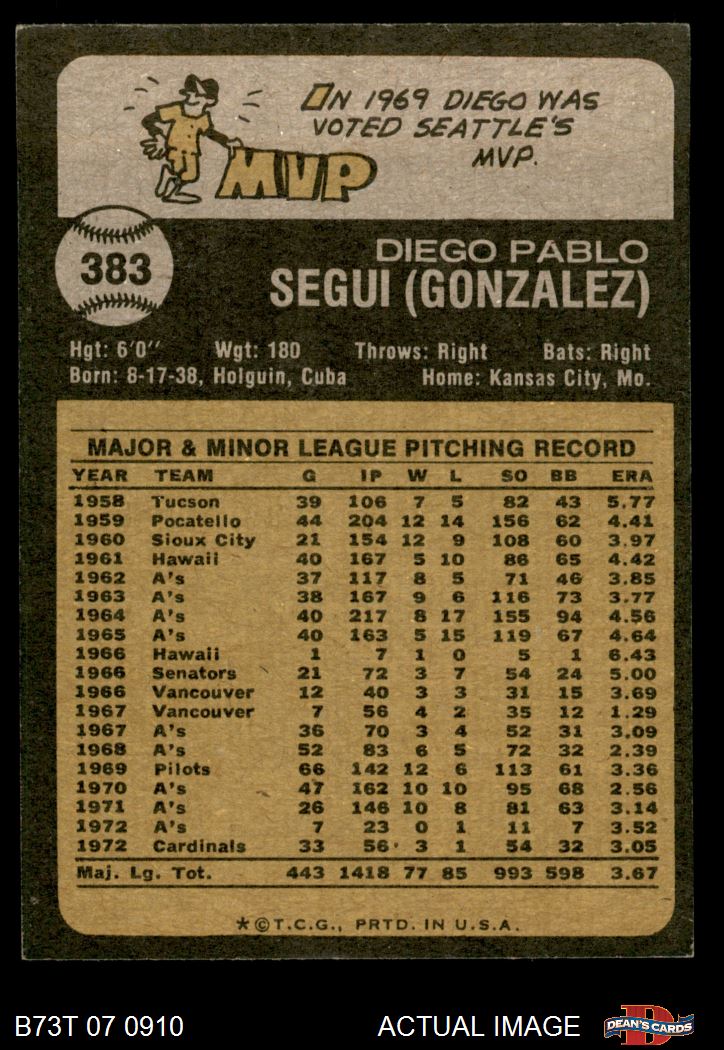 IN 1969 DIEGO WAS
VOTED SEATTLE'S
MVP.
MVP
383
DIEGO PABLO
SEGUI (GONZALEZ)
Hgt: 6'0" Wgt: 180 Throws: Right Bats: Right
Born: 8-17-38, Holguin, Cuba Home: Kansas City, Mo.
MAJOR & MINOR LEAGUE PITCHING RECORD
YEAR TEAM G IP W L SO BB ERA
1958 Tucson 39 106 7 5 82 43 5.77
1959 Pocatello 44 204 12 14 156 62 4.41
1960 Sioux City 21 154 12 9 108 60 3.97
1961 Hawaii 40 167 5 10 86 65 4.42
1962 A's 37 117 8 5 71 46 3.85
1963 A's 38 167 9 6 116 73 3.77
1964 A's 40 217 8 17 155 94 4.56
1965 A's 40 163 5 15 119 67 4.64
1966 Hawaii 1 7 1 0 5 1 6.43
1966 Senators 21 72 3 7 54 24 5.00
1966 Vancouver 12 40 3 3 31 15 3.69
1967 Vancouver 7 56 4 2 35 12 1.29
1967 A's 36 70 3 4 52 31 3.09
1968 A's 52 83 6 5 72 32 2.39
1969 Pilots 66 142 12 6 113 61 3.36
1970 A's 47 162 10 10 95 68 2.56
1971 A's 26 146 10 8 81 63 3.14
1972 A's 7 23 0 1 11 7 3.52
1972 Cardinals 33 56 3 1 54 32 3.05
Maj. Lg. Tot. 443 1418 77 85 993 598 3.67
*©T.C.G., PRTD. IN U.S.A.
B73T 07 0910 ACTUAL IMAGE DEAN'S CARDS